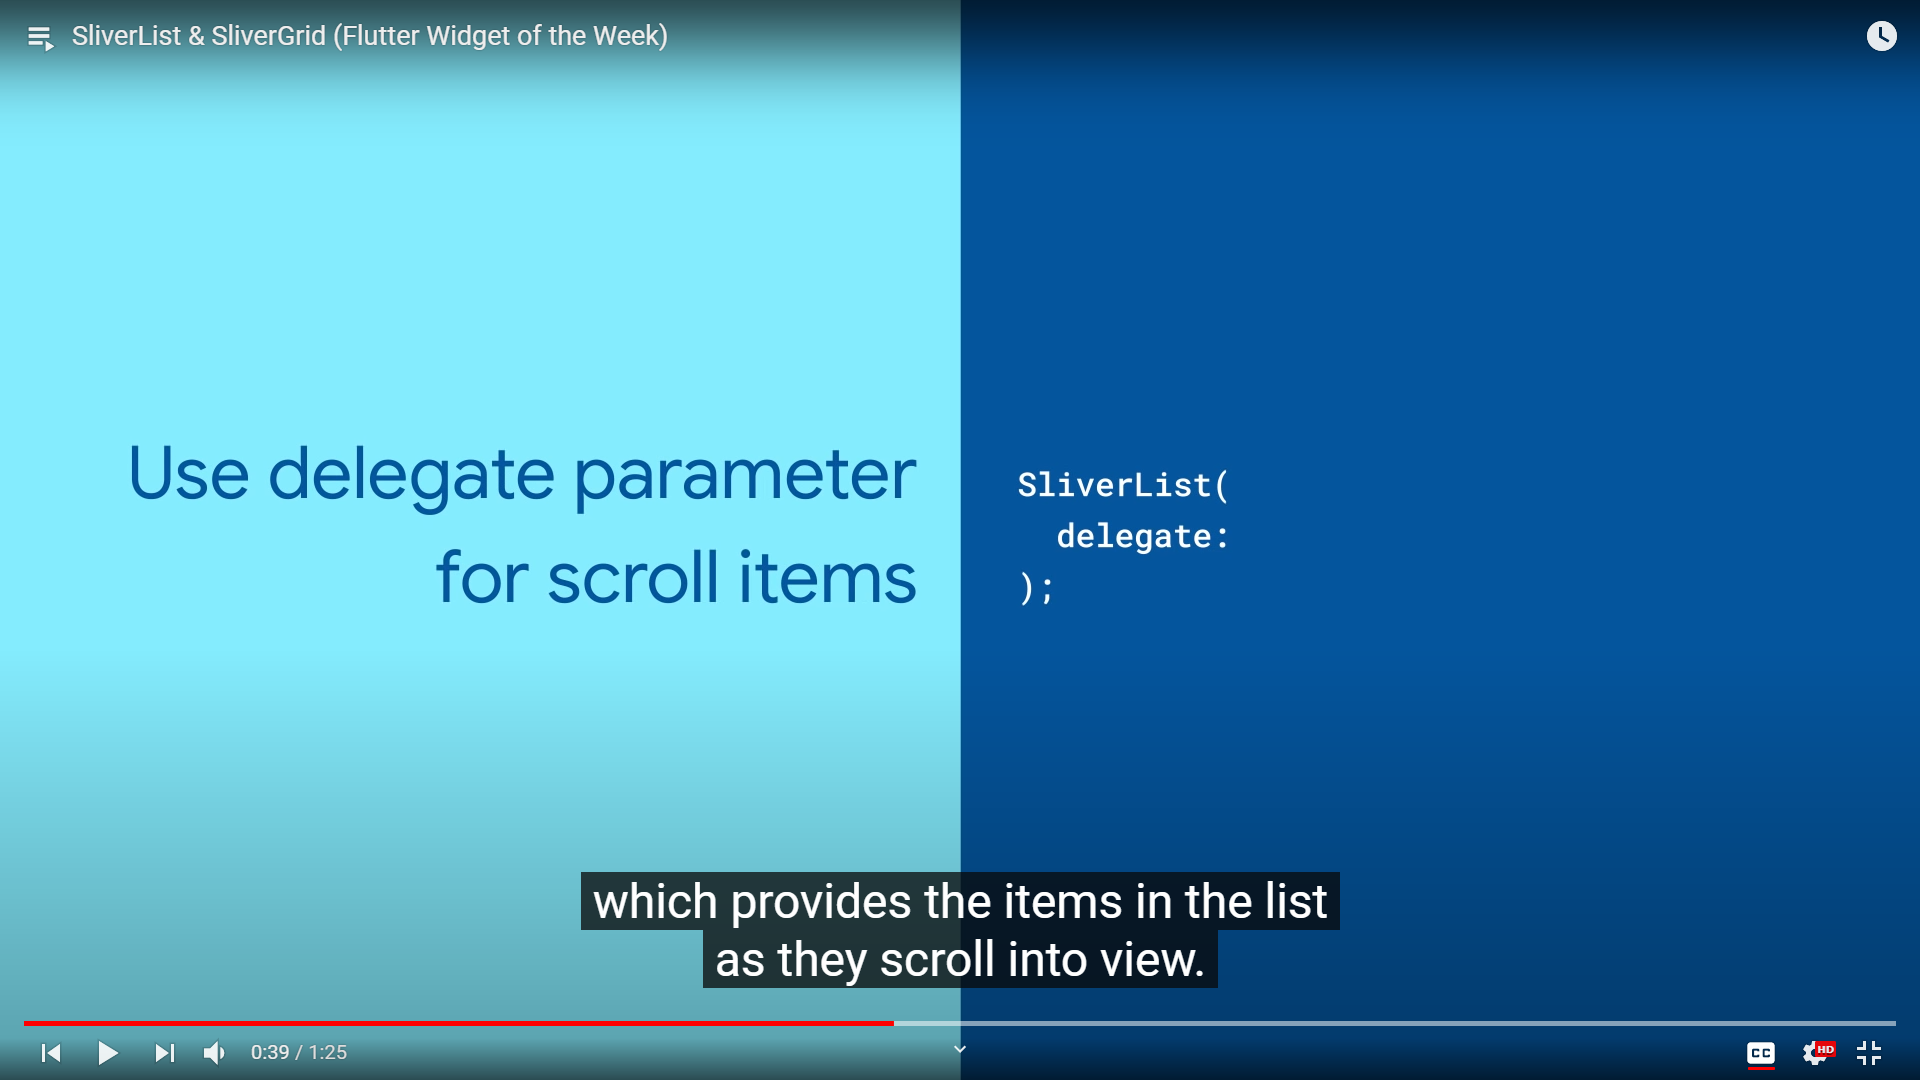 SliverList & SliverGrid (Flutter Widget of the Week)
Use delegate parameter
for scroll items
SliverList(
  delegate:
);
which provides the items in the list
as they scroll into view.
0:39 / 1:25
CC
HD